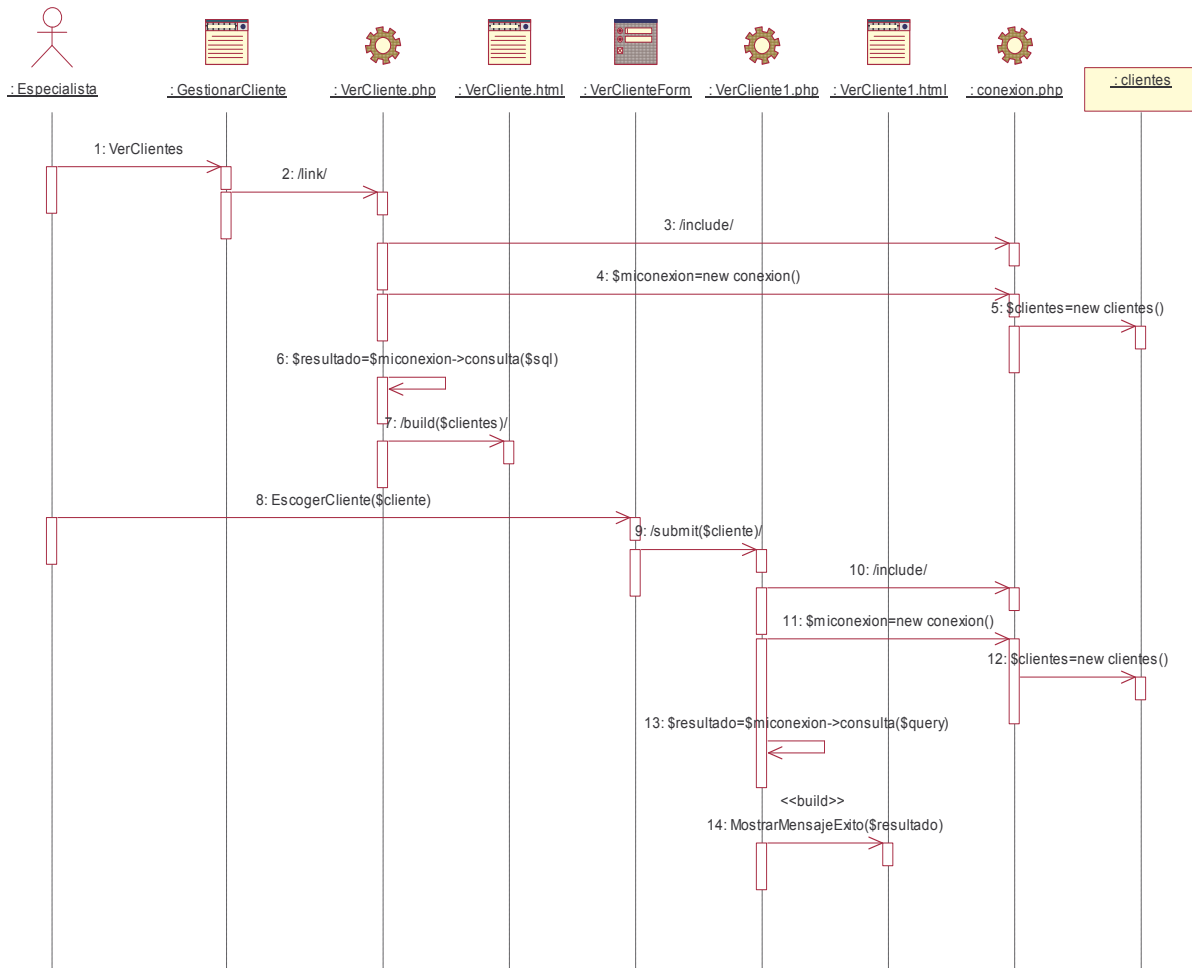 : Especialista
: GestionarCliente
: VerCliente.php
: VerCliente.html
: VerClienteForm
: VerCliente1.php
: VerCliente1.html
: conexion.php
: clientes
1: VerClientes
2: /link/
3: /include/
4: $miconexion=new conexion()
5: $clientes=new clientes()
6: $resultado=$miconexion->consulta($sql)
7: /build($clientes)/
8: EscogerCliente($cliente)
9: /submit($cliente)/
10: /include/
11: $miconexion=new conexion()
12: $clientes=new clientes()
13: $resultado=$miconexion->consulta($query)
<<build>>
14: MostrarMensajeExito($resultado)